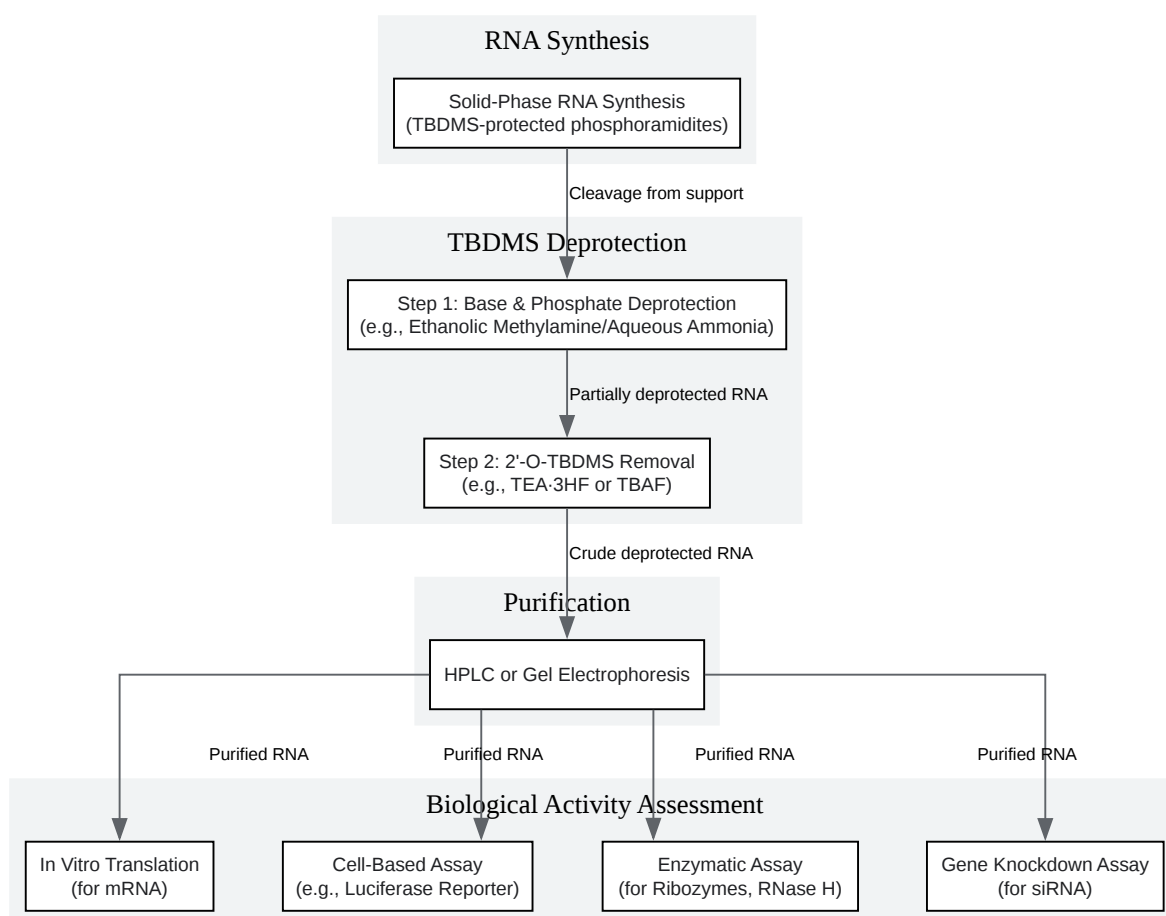 RNA Synthesis
Solid-Phase RNA Synthesis
(TBDMS-protected phosphoramidites)
Cleavage from support
TBDMS Deprotection
Step 1: Base & Phosphate Deprotection
(e.g., Ethanolic Methylamine/Aqueous Ammonia)
Partially deprotected RNA
Step 2: 2'-O-TBDMS Removal
(e.g., TEA·3HF or TBAF)
Crude deprotected RNA
Purification
HPLC or Gel Electrophoresis
Purified RNA
Purified RNA
Purified RNA
Purified RNA
Biological Activity Assessment
In Vitro Translation
(for mRNA)
Cell-Based Assay
(e.g., Luciferase Reporter)
Enzymatic Assay
(for Ribozymes, RNase H)
Gene Knockdown Assay
(for siRNA)